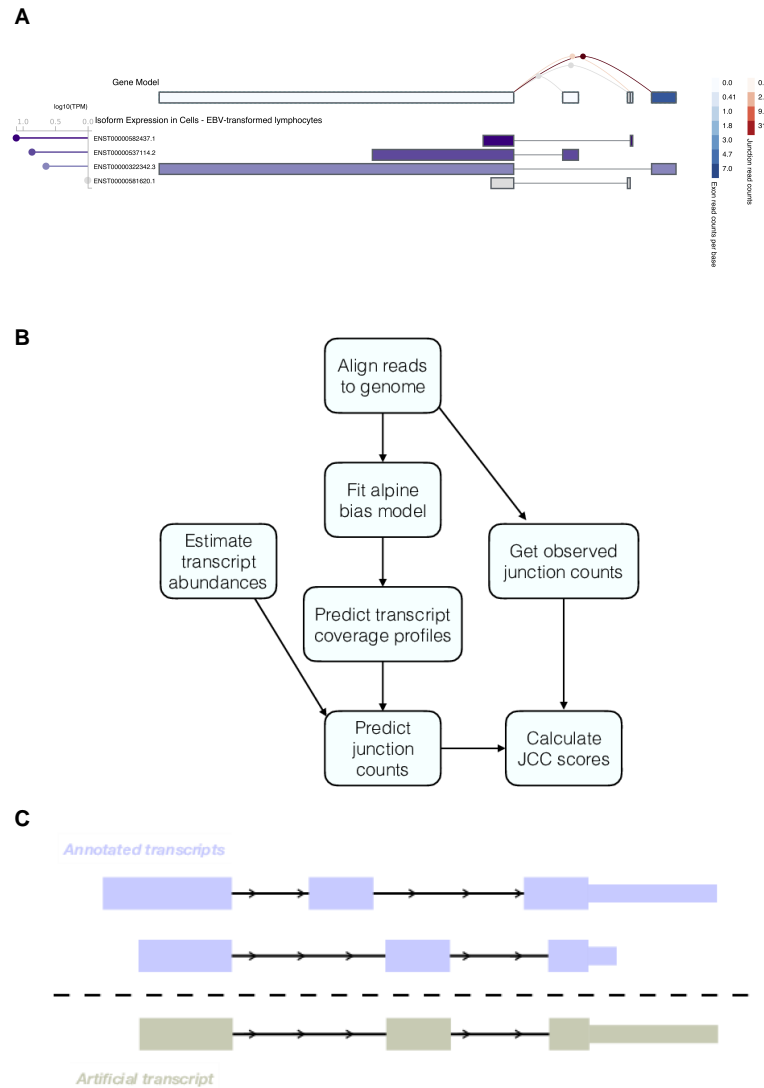 A
Gene Model
log10(TPM)
1.0 0.5 0.0
Isoform Expression in Cells - EBV-transformed lymphocytes
ENST00000582437.1
ENST00000537114.2
ENST00000322342.3
ENST00000581620.1
0.0
0.41
1.0
1.8
3.0
4.7
7.0
Exon read counts per base
0.
2.
9.
31
Junction read counts
B
Align reads
to genome
Fit alpine
bias model
Estimate
transcript
abundances
Get observed
junction counts
Predict transcript
coverage profiles
Predict
junction
counts
Calculate
JCC scores
C
Annotated transcripts
Artificial transcript